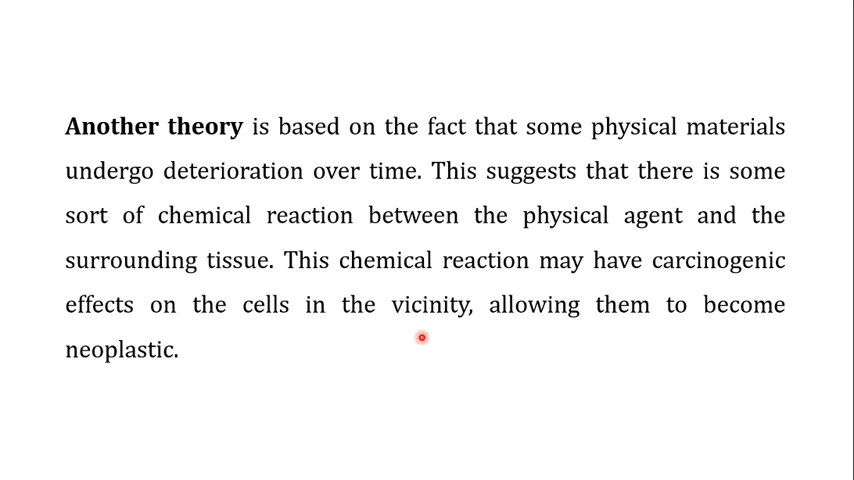 Another theory is based on the fact that some physical materials
undergo deterioration over time. This suggests that there is some
sort of chemical reaction between the physical agent and the
surrounding tissue. This chemical reaction may have carcinogenic
effects on the cells in the vicinity, allowing them to become
neoplastic.